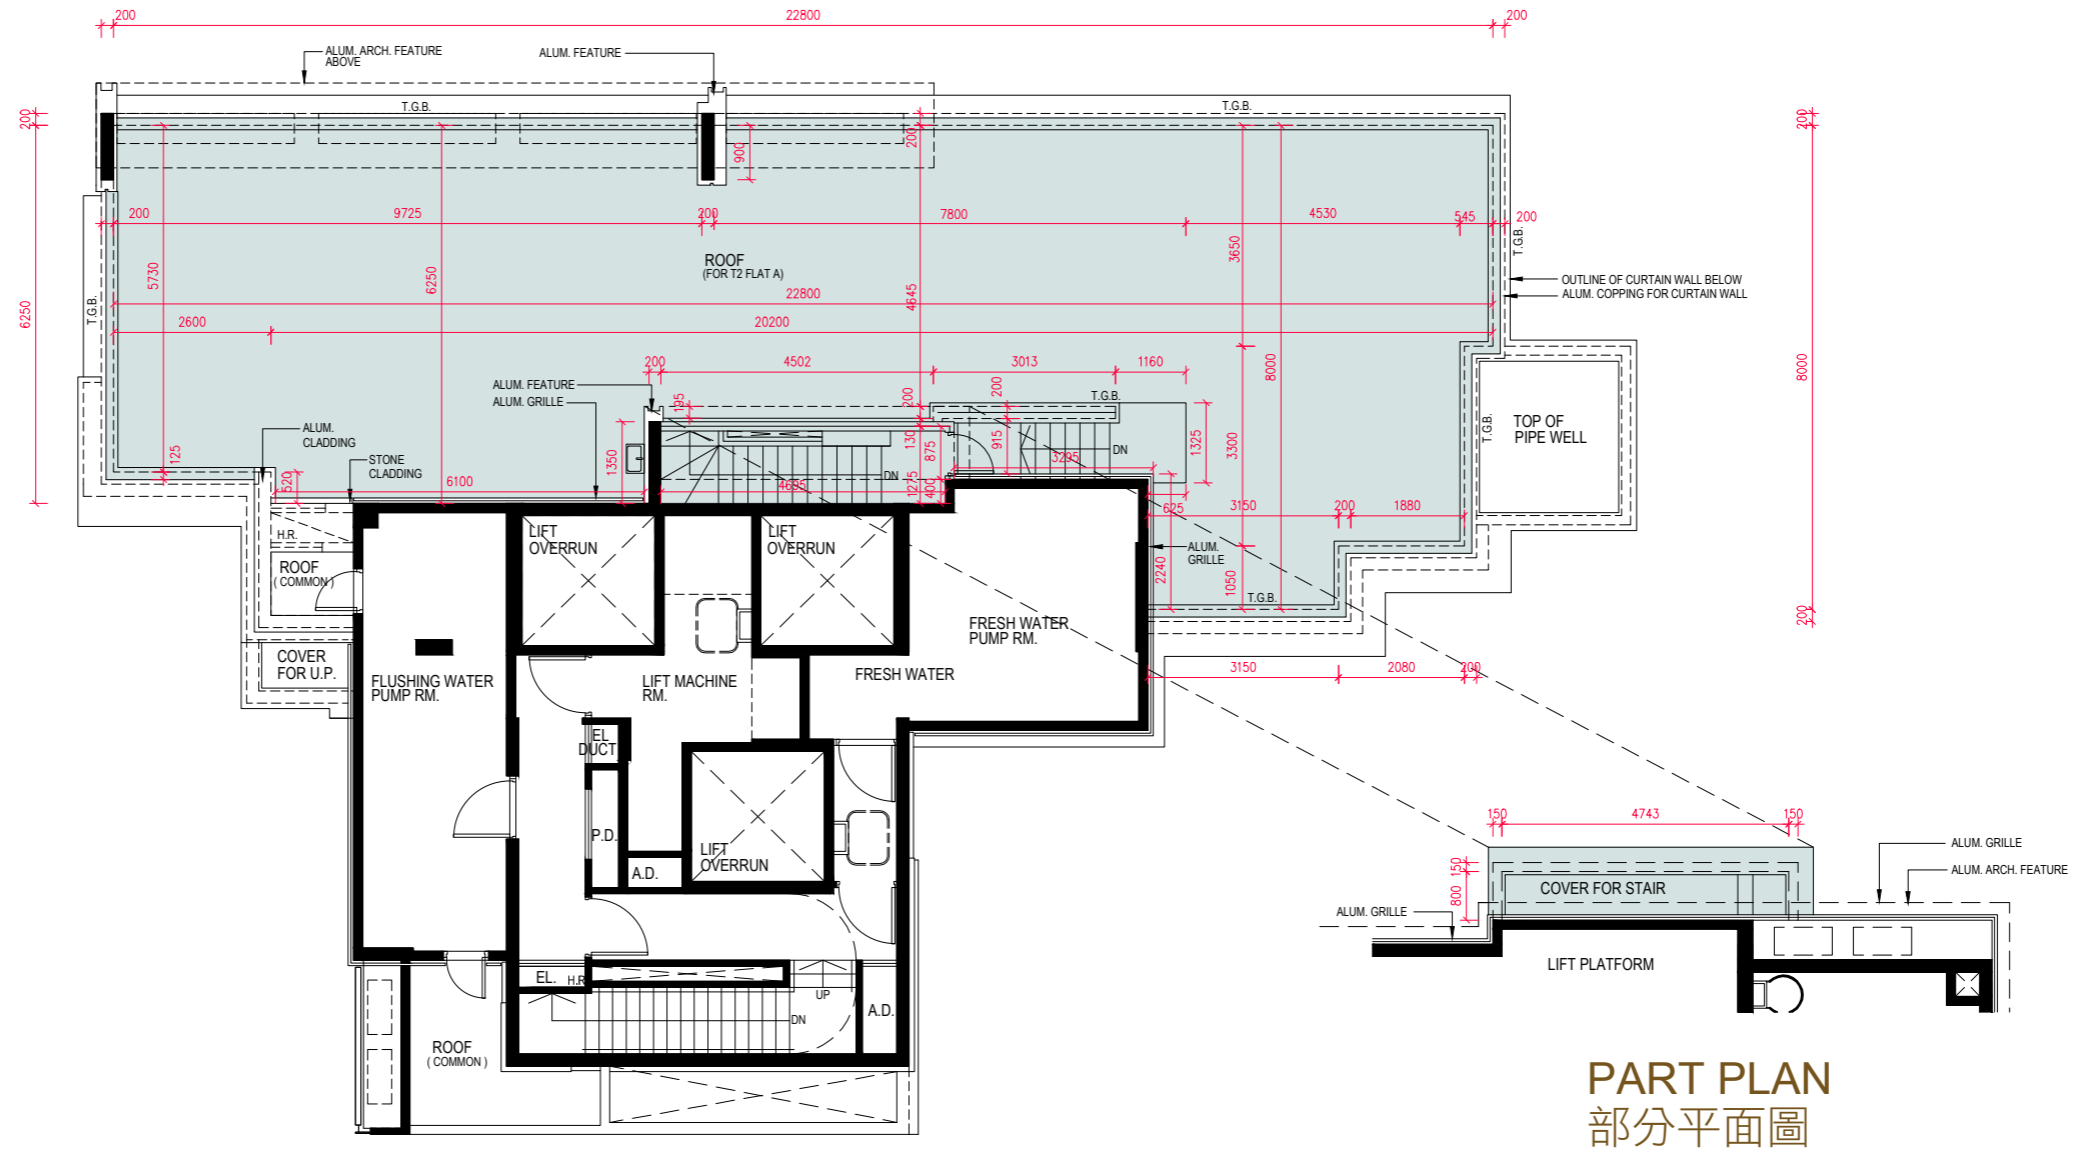 200
22800
200
ALUM. ARCH. FEATURE
ABOVE
ALUM. FEATURE
T.G.B.
T.G.B.
200
200
200
900
200
9725
200
7800
4530
545
200
T.G.B.
ROOF
(FOR T2 FLAT A)
5730
6250
4645
3650
8000
6250
8000
T.G.B.
OUTLINE OF CURTAIN WALL BELOW
ALUM. COPPING FOR CURTAIN WALL
22800
2600
20200
200
4502
3013
1160
ALUM. FEATURE
ALUM. GRILLE
195
200
200
T.G.B.
T.G.B.
TOP OF
PIPE WELL
ALUM.
CLADDING
STONE
CLADDING
125
520
6100
1350
130
875
1275
400
915
1325
3300
DN
DN
4695
3295
625
3150
200
1880
H.R.
ROOF
( COMMON )
LIFT
OVERRUN
LIFT
OVERRUN
ALUM.
GRILLE
2240
1050
T.G.B.
200
FRESH WATER
PUMP RM.
COVER
FOR U.P.
FLUSHING WATER
PUMP RM.
LIFT MACHINE
RM.
FRESH WATER
3150
2080
200
EL
DUCT
P.D.
A.D.
LIFT
OVERRUN
150
4743
150
150
800
COVER FOR STAIR
ALUM. GRILLE
ALUM. ARCH. FEATURE
ALUM. GRILLE
LIFT PLATFORM
EL.
H.R
UP
DN
A.D.
ROOF
( COMMON )
PART PLAN
部分平面圖